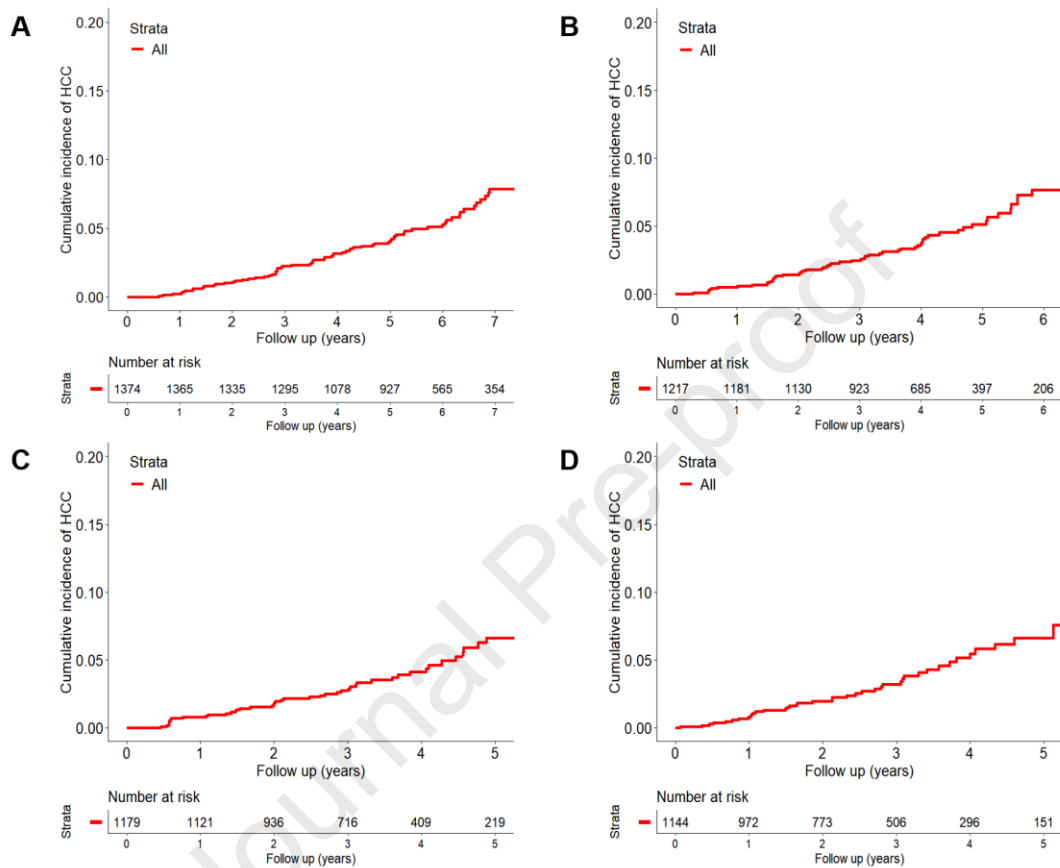 A
Strata
All
Cumulative incidence of HCC
0.20
0.15
0.10
0.05
0.00
0 1 2 3 4 5 6 7
Follow up (years)
Number at risk
Strata
1374 1365 1335 1295 1078 927 565 354
0 1 2 3 4 5 6 7
Follow up (years)
B
Strata
All
Cumulative incidence of HCC
0.20
0.15
0.10
0.05
0.00
0 1 2 3 4 5 6
Follow up (years)
Number at risk
Strata
1217 1181 1130 923 685 397 206
0 1 2 3 4 5 6
Follow up (years)
C
Strata
All
Cumulative incidence of HCC
0.20
0.15
0.10
0.05
0.00
0 1 2 3 4 5
Follow up (years)
Number at risk
Strata
1179 1121 936 716 409 219
0 1 2 3 4 5
Follow up (years)
D
Strata
All
Cumulative incidence of HCC
0.20
0.15
0.10
0.05
0.00
0 1 2 3 4 5
Follow up (years)
Number at risk
Strata
1144 972 773 506 296 151
0 1 2 3 4 5
Follow up (years)
Journal Pre-proof